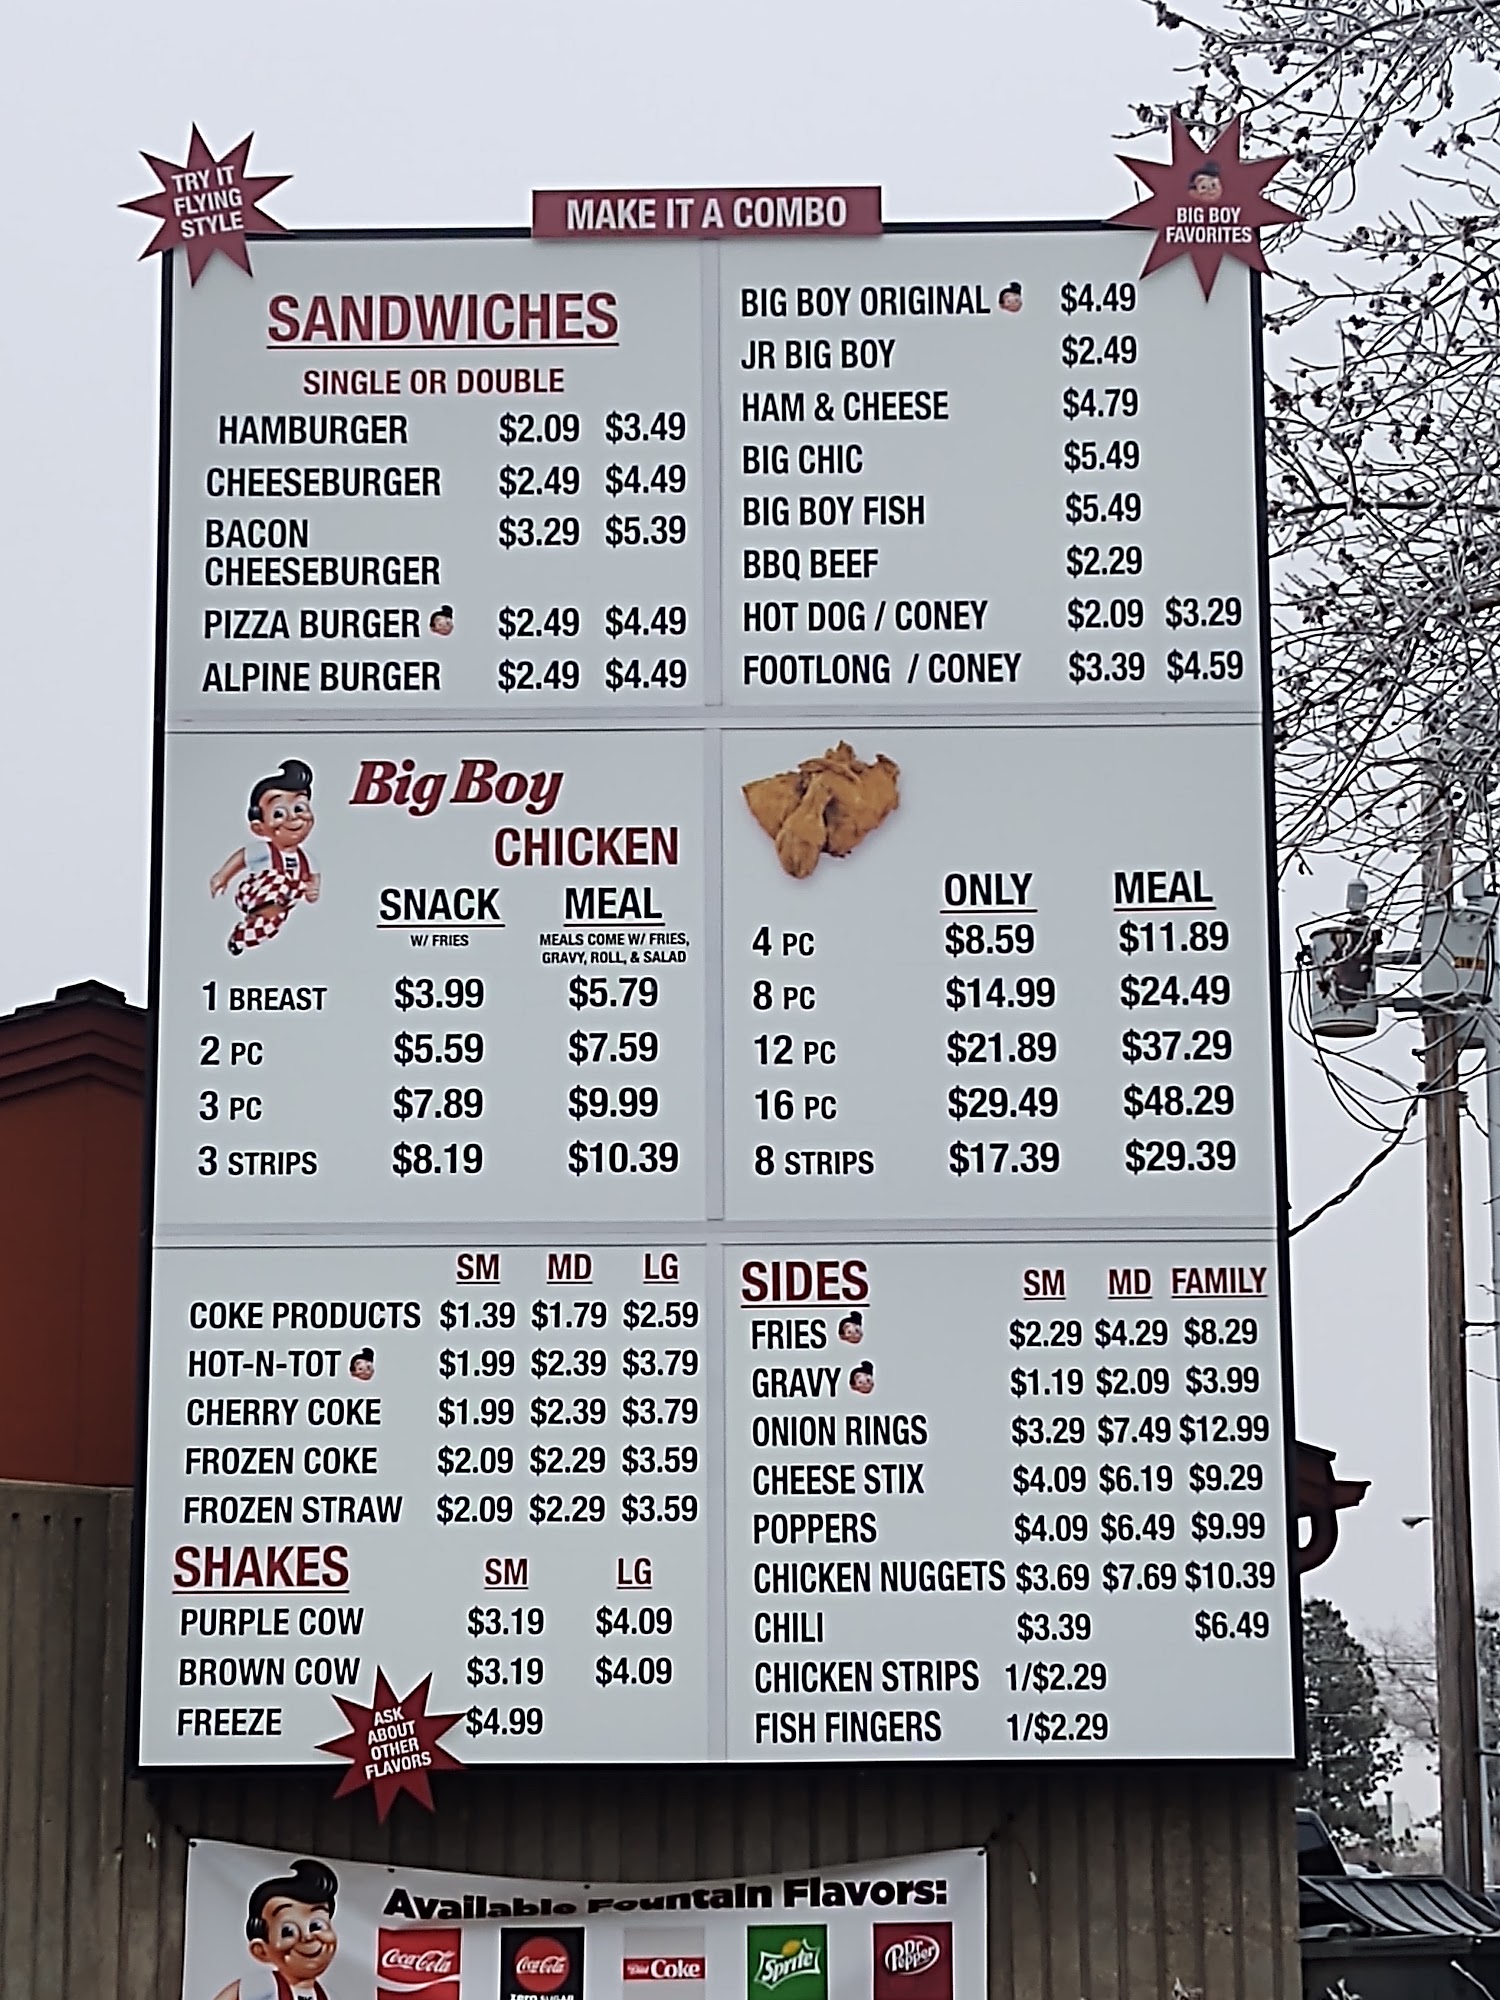 TRY IT
FLYING
STYLE
MAKE IT A COMBO
BIG BOY
FAVORITES
SANDWICHES
SINGLE OR DOUBLE
HAMBURGER $2.09 $3.49
CHEESEBURGER $2.49 $4.49
BACON $3.29 $5.39
CHEESEBURGER
PIZZA BURGER $2.49 $4.49
ALPINE BURGER $2.49 $4.49
BIG BOY ORIGINAL $4.49
JR BIG BOY $2.49
HAM & CHEESE $4.79
BIG CHIC $5.49
BIG BOY FISH $5.49
BBQ BEEF $2.29
HOT DOG / CONEY $2.09 $3.29
FOOTLONG / CONEY $3.39 $4.59
Big Boy
CHICKEN
SNACK MEAL
W/ FRIES MEALS COME W/ FRIES,
GRAVY, ROLL, & SALAD
1 BREAST $3.99 $5.79
2 PC $5.59 $7.59
3 PC $7.89 $9.99
3 STRIPS $8.19 $10.39
ONLY MEAL
4 PC $8.59 $11.89
8 PC $14.99 $24.49
12 PC $21.89 $37.29
16 PC $29.49 $48.29
8 STRIPS $17.39 $29.39
SM MD LG
COKE PRODUCTS $1.39 $1.79 $2.59
HOT-N-TOT $1.99 $2.39 $3.79
CHERRY COKE $1.99 $2.39 $3.79
FROZEN COKE $2.09 $2.29 $3.59
FROZEN STRAW $2.09 $2.29 $3.59
SHAKES SM LG
PURPLE COW $3.19 $4.09
BROWN COW $3.19 $4.09
FREEZE $4.99
ASK
ABOUT
OTHER
FLAVORS
SIDES SM MD FAMILY
FRIES $2.29 $4.29 $8.29
GRAVY $1.19 $2.09 $3.99
ONION RINGS $3.29 $7.49 $12.99
CHEESE STIX $4.09 $6.19 $9.29
POPPERS $4.09 $6.49 $9.99
CHICKEN NUGGETS $3.69 $7.69 $10.39
CHILI $3.39 $6.49
CHICKEN STRIPS 1/$2.29
FISH FINGERS 1/$2.29
Available Fountain Flavors:
Coca-Cola
Coca-Cola
ZERO SUGAR
Diet Coke
Sprite
Dr Pepper